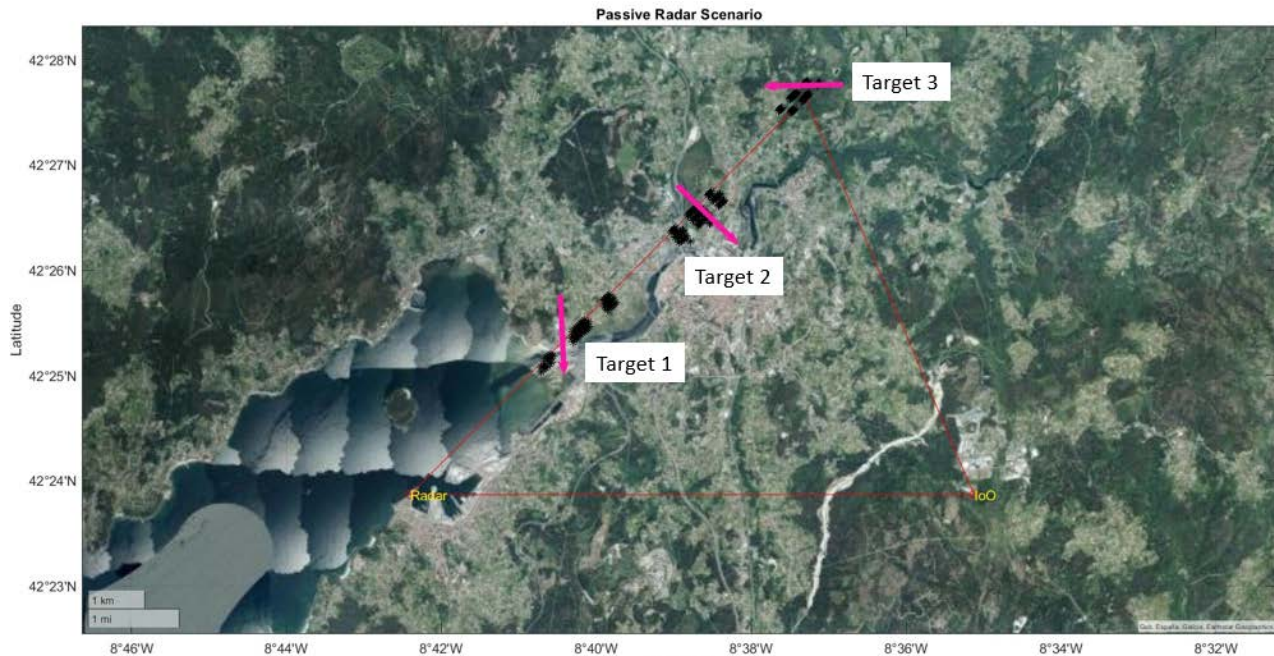 Passive Radar Scenario
42°28'N
42°27'N
42°26'N
42°25'N
42°24'N
42°23'N
Latitude
Target 3
Target 2
Target 1
Radar
IoO
1 km
1 mi
8°46'W
8°44'W
8°42'W
8°40'W
8°38'W
8°36'W
8°34'W
8°32'W